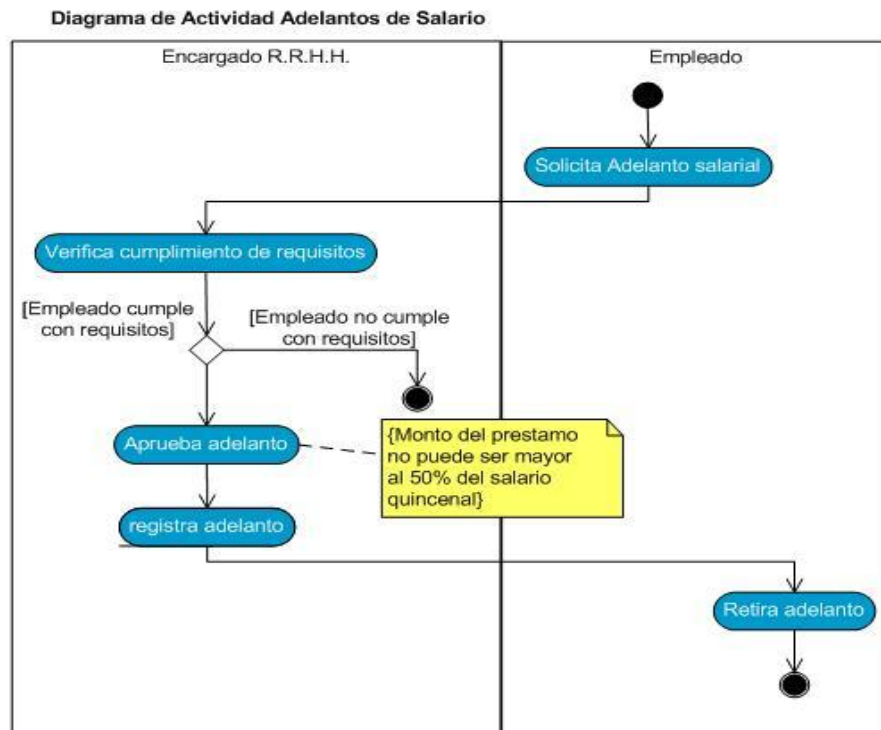 Diagrama de Actividad Adelantos de Salario
Encargado R.R.H.H.
Empleado
Solicita Adelanto salarial
Verifica cumplimiento de requisitos
[Empleado cumple
con requisitos]
[Empleado no cumple
con requisitos]
Aprueba adelanto
{Monto del prestamo
no puede ser mayor
al 50% del salario
quincenal}
registra adelanto
Retira adelanto